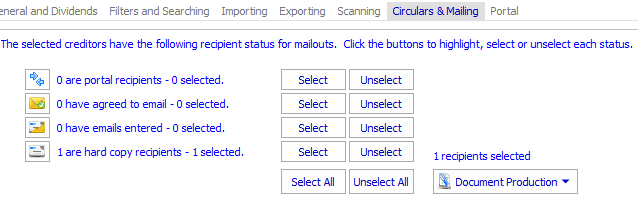 eneral and Dividends Filters and Searching Importing Exporting Scanning Circulars & Mailing Portal
The selected creditors have the following recipient status for mailouts. Click the buttons to highlight, select or unselect each status.
0 are portal recipients - 0 selected. Select Unselect
0 have agreed to email - 0 selected. Select Unselect
0 have emails entered - 0 selected. Select Unselect
1 are hard copy recipients - 1 selected. Select Unselect
1 recipients selected
Select All Unselect All Document Production